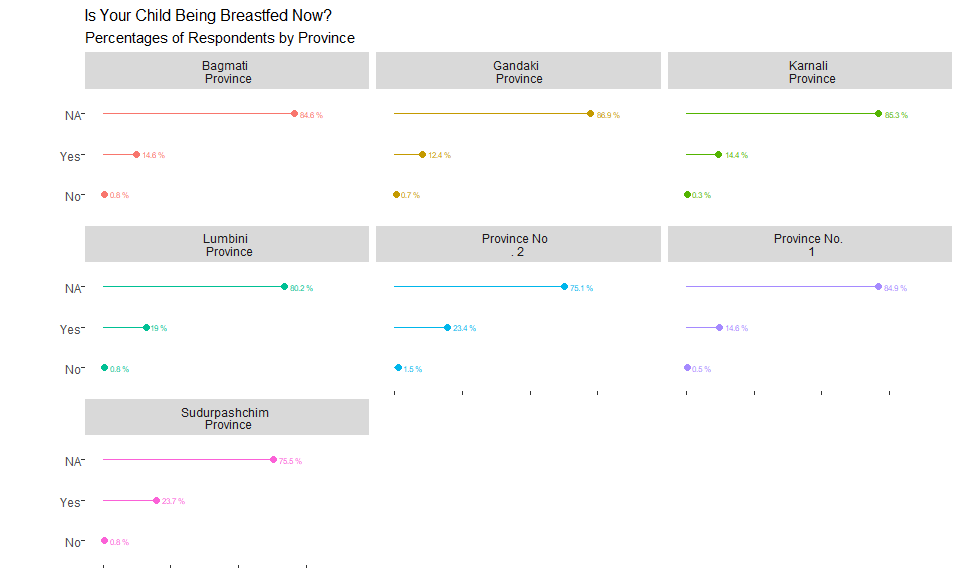 Is Your Child Being Breastfed Now?
Percentages of Respondents by Province
Bagmati
Province
Gandaki
Province
Karnali
Province
NA
84.6 %
86.9 %
85.3 %
Yes
14.6 %
12.4 %
14.4 %
No
0.8 %
0.7 %
0.3 %
Lumbini
Province
Province No
. 2
Province No.
1
NA
80.2 %
75.1 %
84.9 %
Yes
19 %
23.4 %
14.6 %
No
0.8 %
1.5 %
0.5 %
Sudurpashchim
Province
NA
75.5 %
Yes
23.7 %
No
0.8 %